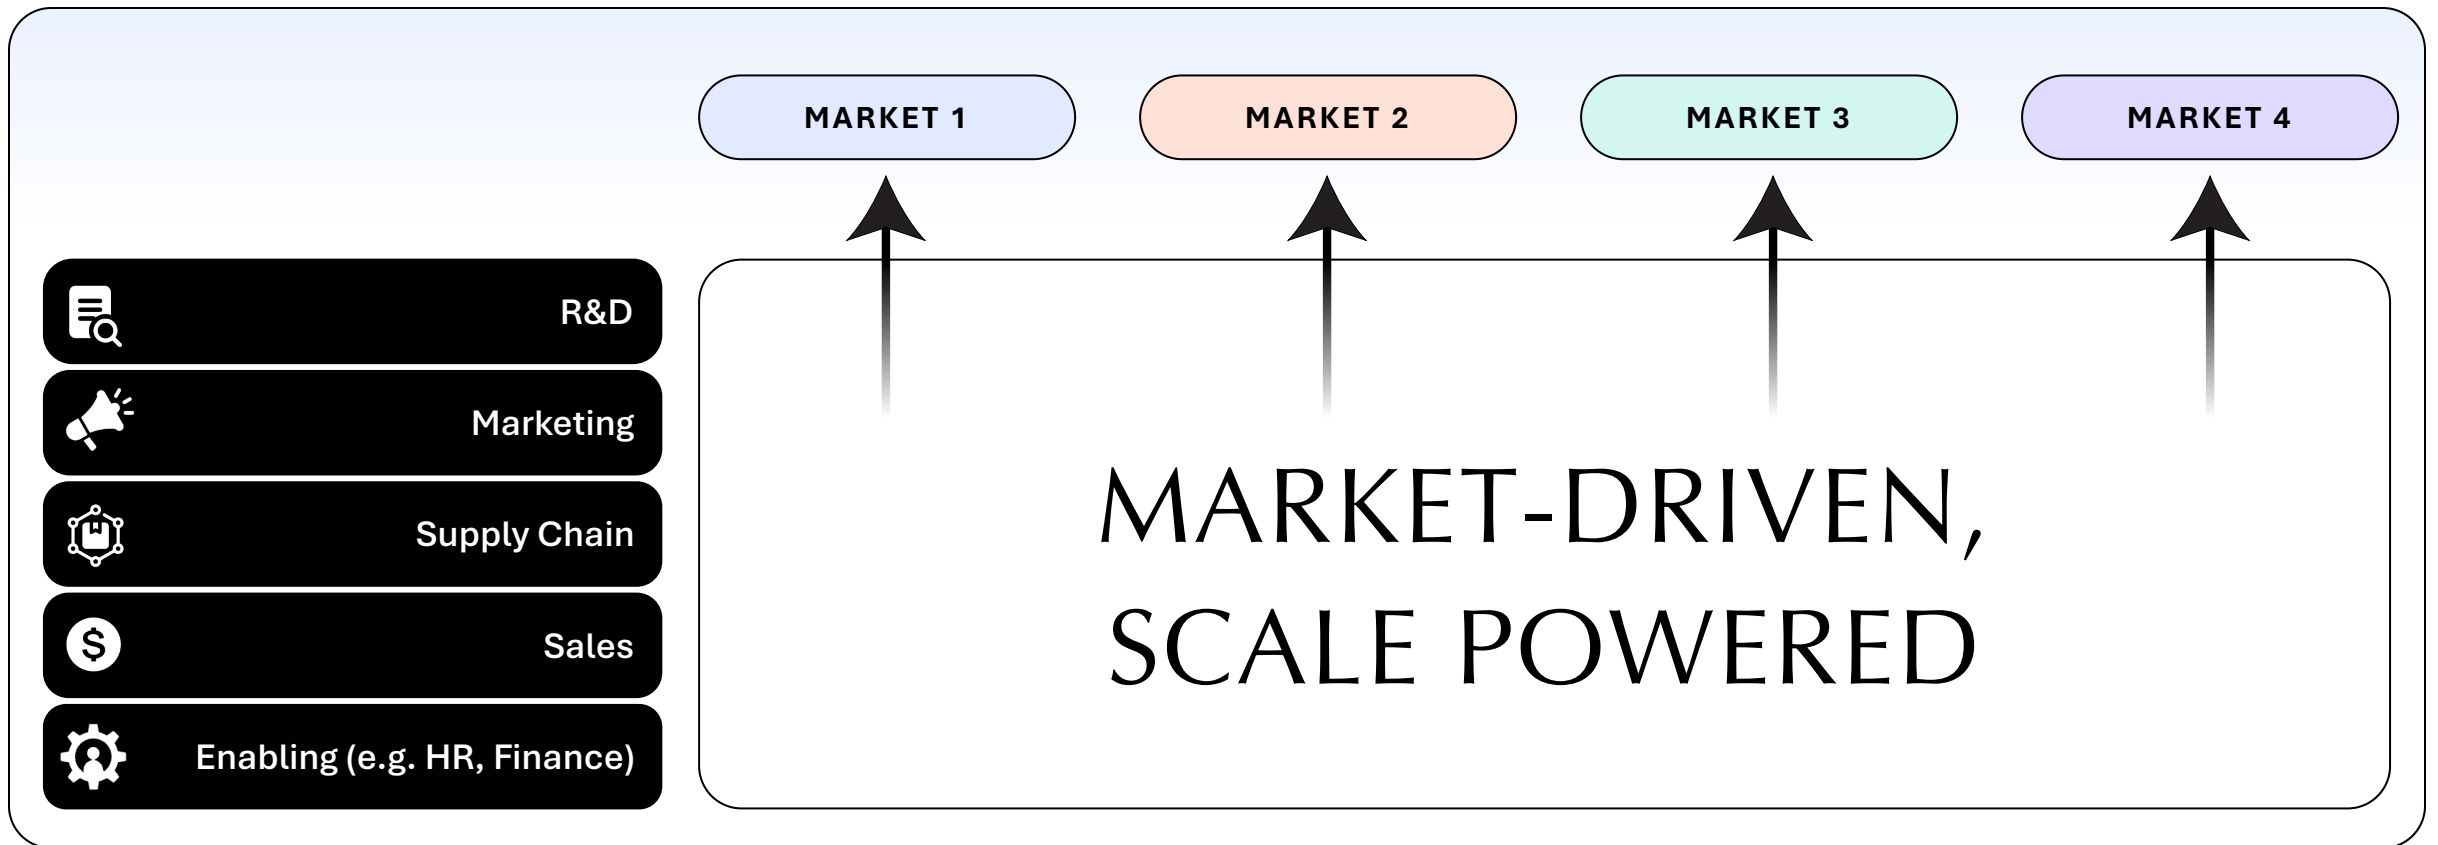 MARKET 1
MARKET 2
MARKET 3
MARKET 4
R&D
Marketing
Supply Chain
Sales
Enabling (e.g. HR, Finance)
MARKET-DRIVEN,
SCALE POWERED